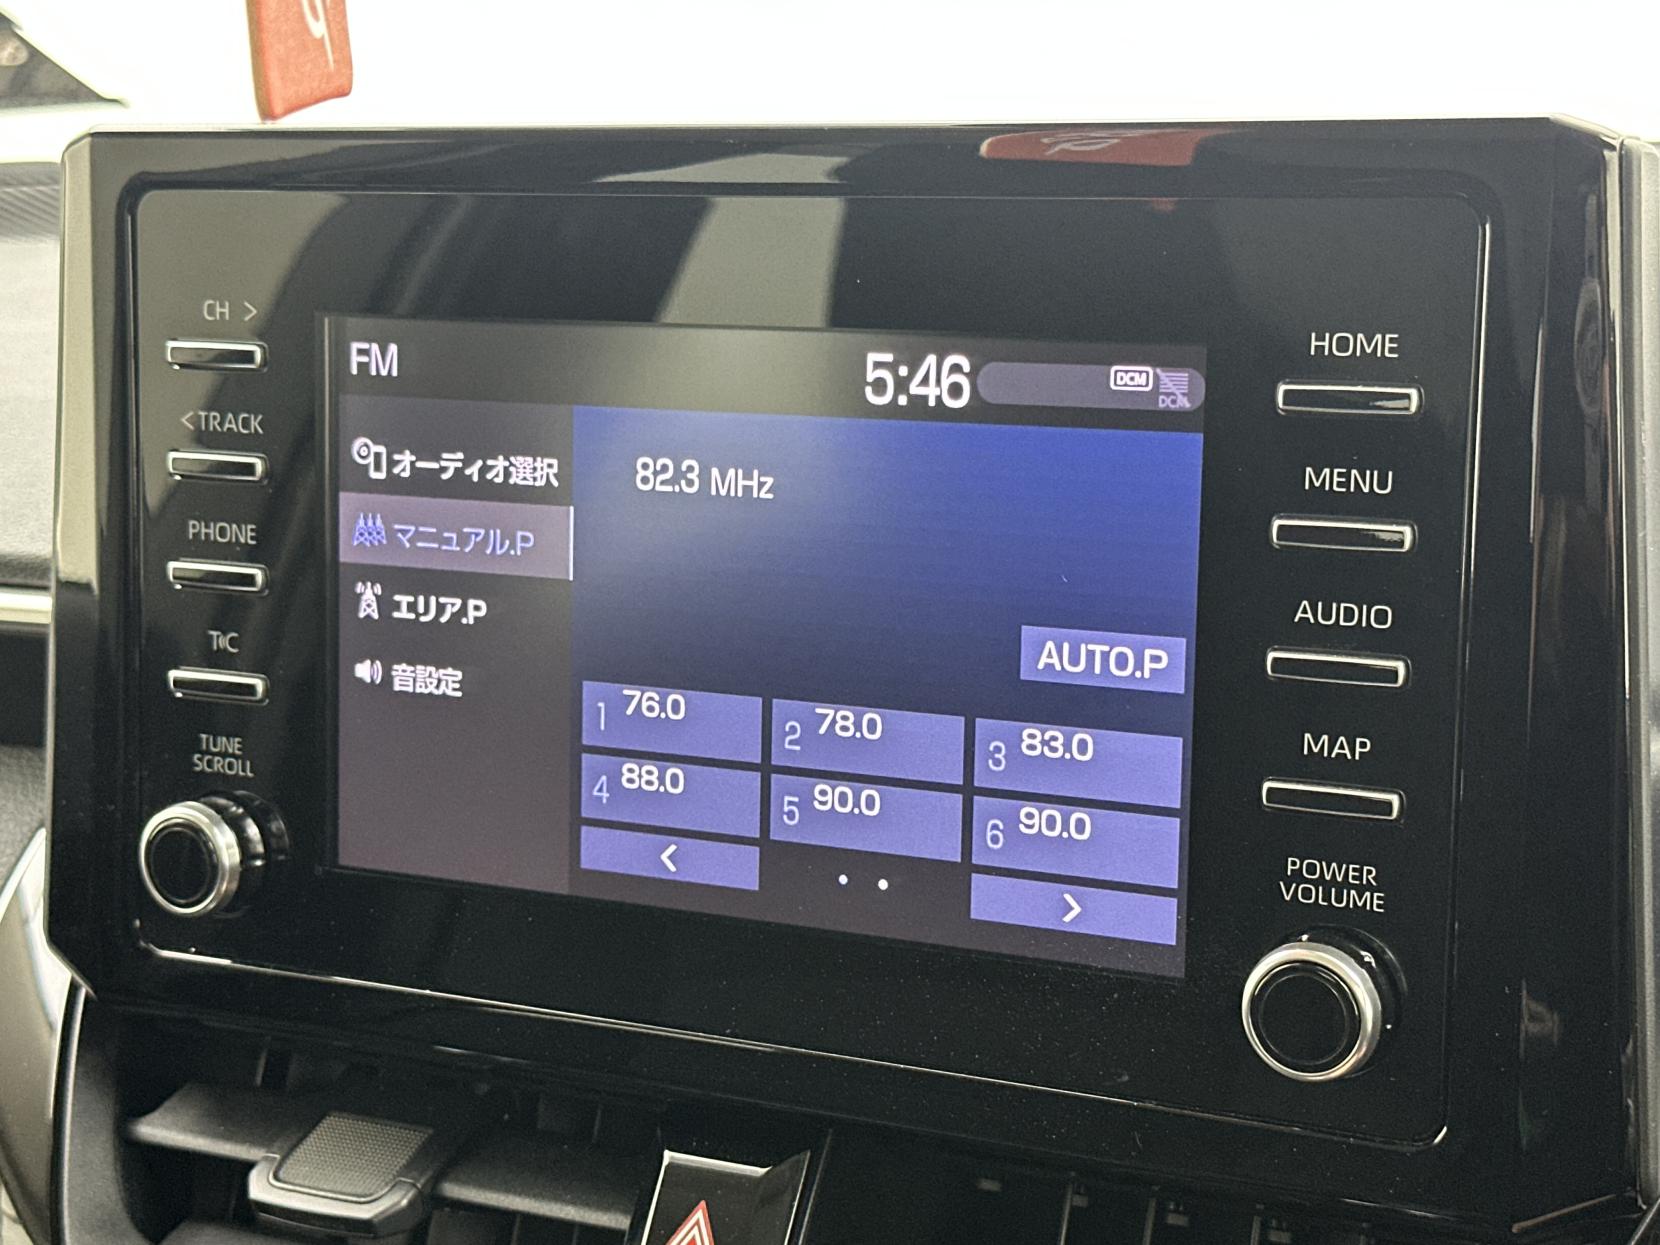 CH >
< TRACK
PHONE
T C
TUNE
SCROLL
FM
5:46
DCM
DCM
オーディオ選択
マニュアル.P
エリア.P
音設定
82.3 MHz
AUTO.P
1 76.0
2 78.0
3 83.0
4 88.0
5 90.0
6 90.0
<
>
HOME
MENU
AUDIO
MAP
POWER
VOLUME